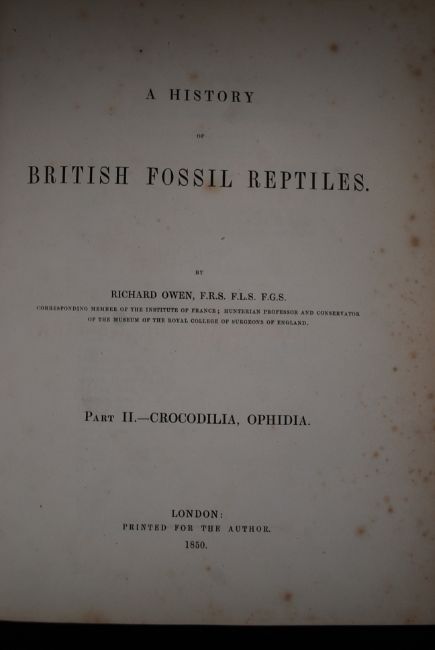 A HISTORY
OF
BRITISH FOSSIL REPTILES.
BY
RICHARD OWEN, F.R.S. F.L.S. F.G.S.
CORRESPONDING MEMBER OF THE INSTITUTE OF FRANCE; HUNTERIAN PROFESSOR AND CONSERVATOR
OF THE MUSEUM OF THE ROYAL COLLEGE OF SURGEONS OF ENGLAND.
PART II.—CROCODILIA, OPHIDIA.
LONDON:
PRINTED FOR THE AUTHOR.
1850.